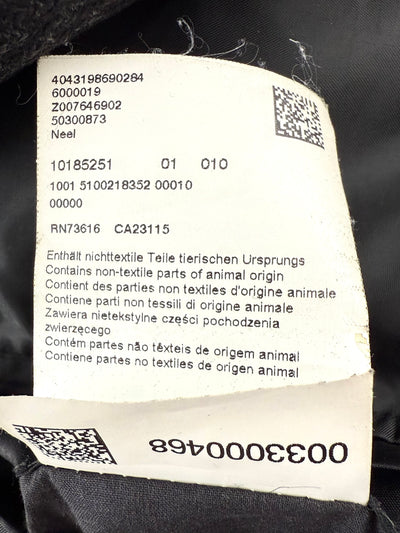 4043198690284
6000019
Z007646902
50300873
Neel
10185251 01 010
1001 5100218352 00010
00000
RN73616 CA23115
Enthält nichttextile Teile tierischen Ursprungs
Contains non-textile parts of animal origin
Contient des parties non textiles d'origine animale
Contiene parti non tessili di origine animale
Zawiera nietekstylne części pochodzenia
zwierzęcego
Contém partes não têxteis de origem animal
Contiene partes no textiles de origen animal
0033000468